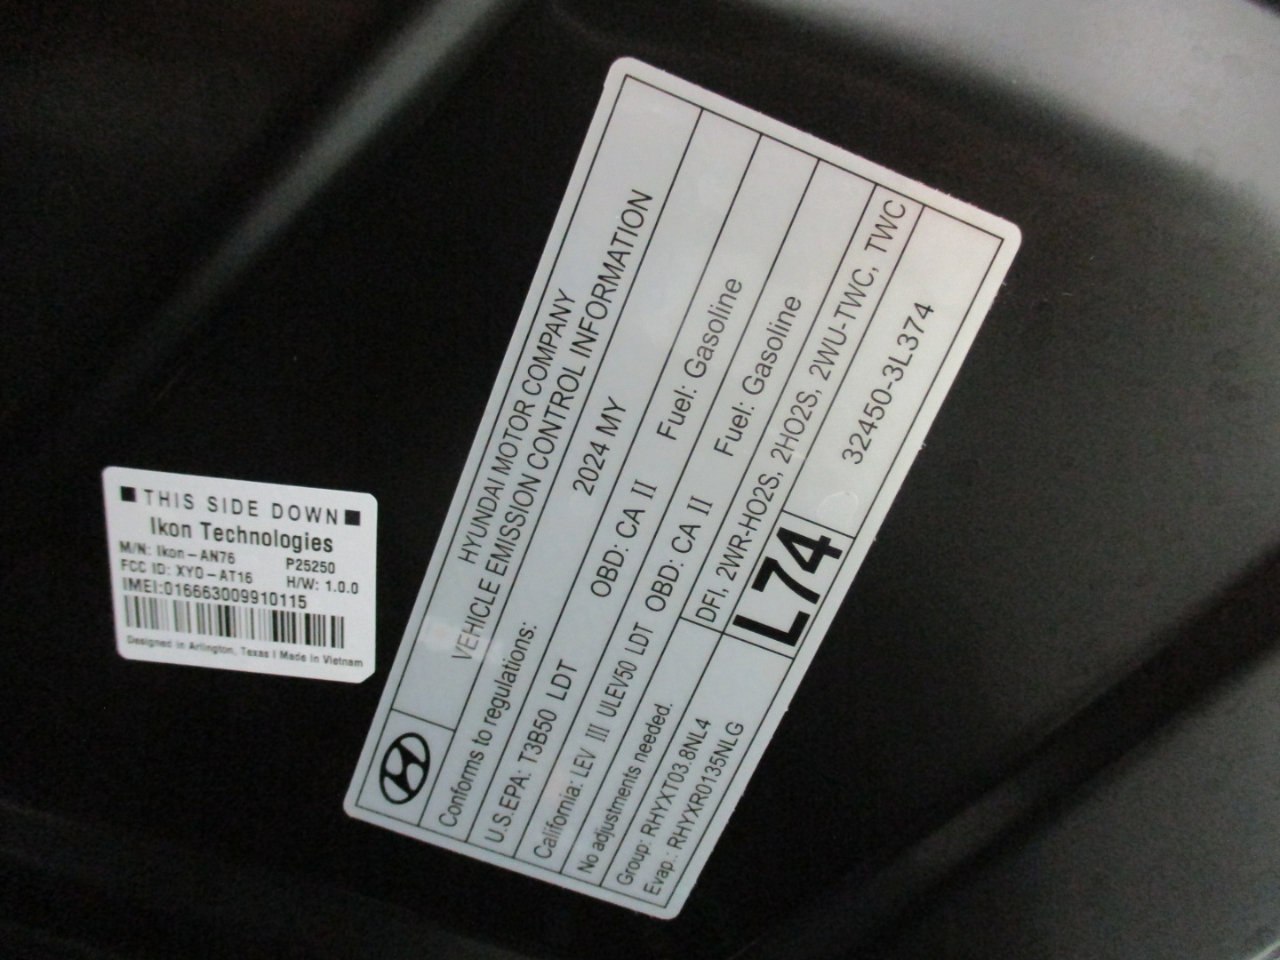 ■ THIS SIDE DOWN ■
Ikon Technologies
M/N: Ikon-AN76 P25250
FCC ID: XYO-AT16 H/W: 1.0.0
IMEI:016663009910115
Designed in Arlington, Texas | Made in Vietnam
HYUNDAI MOTOR COMPANY
VEHICLE EMISSION CONTROL INFORMATION
Conforms to regulations: 2024 MY
U.S.EPA: T3B50 LDT OBD: CA II Fuel: Gasoline
California: LEV III ULEV50 LDT OBD: CA II Fuel: Gasoline
No adjustments needed. DFI, 2WR-HO2S, 2HO2S, 2WU-TWC, TWC
Group: RHYXT03.8NL4
Evap.: RHYXR0135NLG
L74
32450-3L374